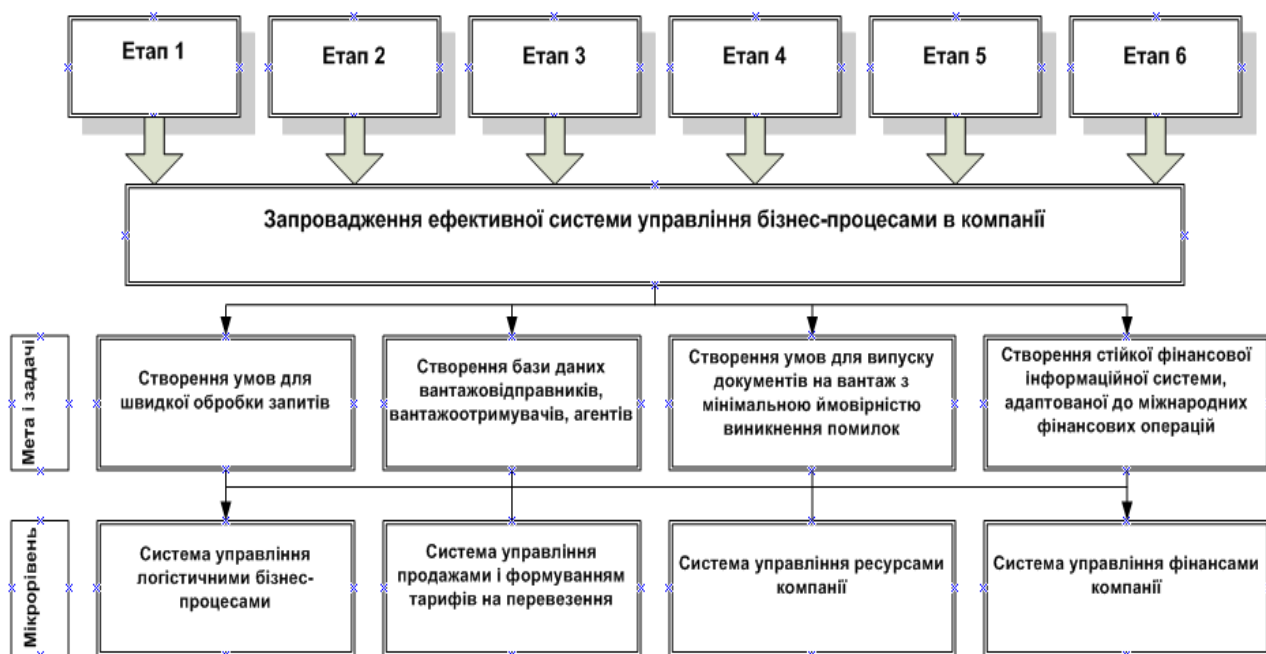 Етап 1
Етап 2
Етап 3
Етап 4
Етап 5
Етап 6
Запровадження ефективної системи управління бізнес-процесами в компанії
Мета і задачі
Створення умов для
швидкої обробки запитів
Створення бази даних
вантажовідправників,
вантажоотримувачів, агентів
Створення умов для випуску
документів на вантаж з
мінімальною ймовірністю
виникнення помилок
Створення стійкої фінансової
інформаційної системи,
адаптованої до міжнародних
фінансових операцій
Мікрорівень
Система управління
логістичними бізнес-
процесами
Система управління
продажами і формуванням
тарифів на перевезення
Система управління ресурсами
компанії
Система управління фінансами
компанії